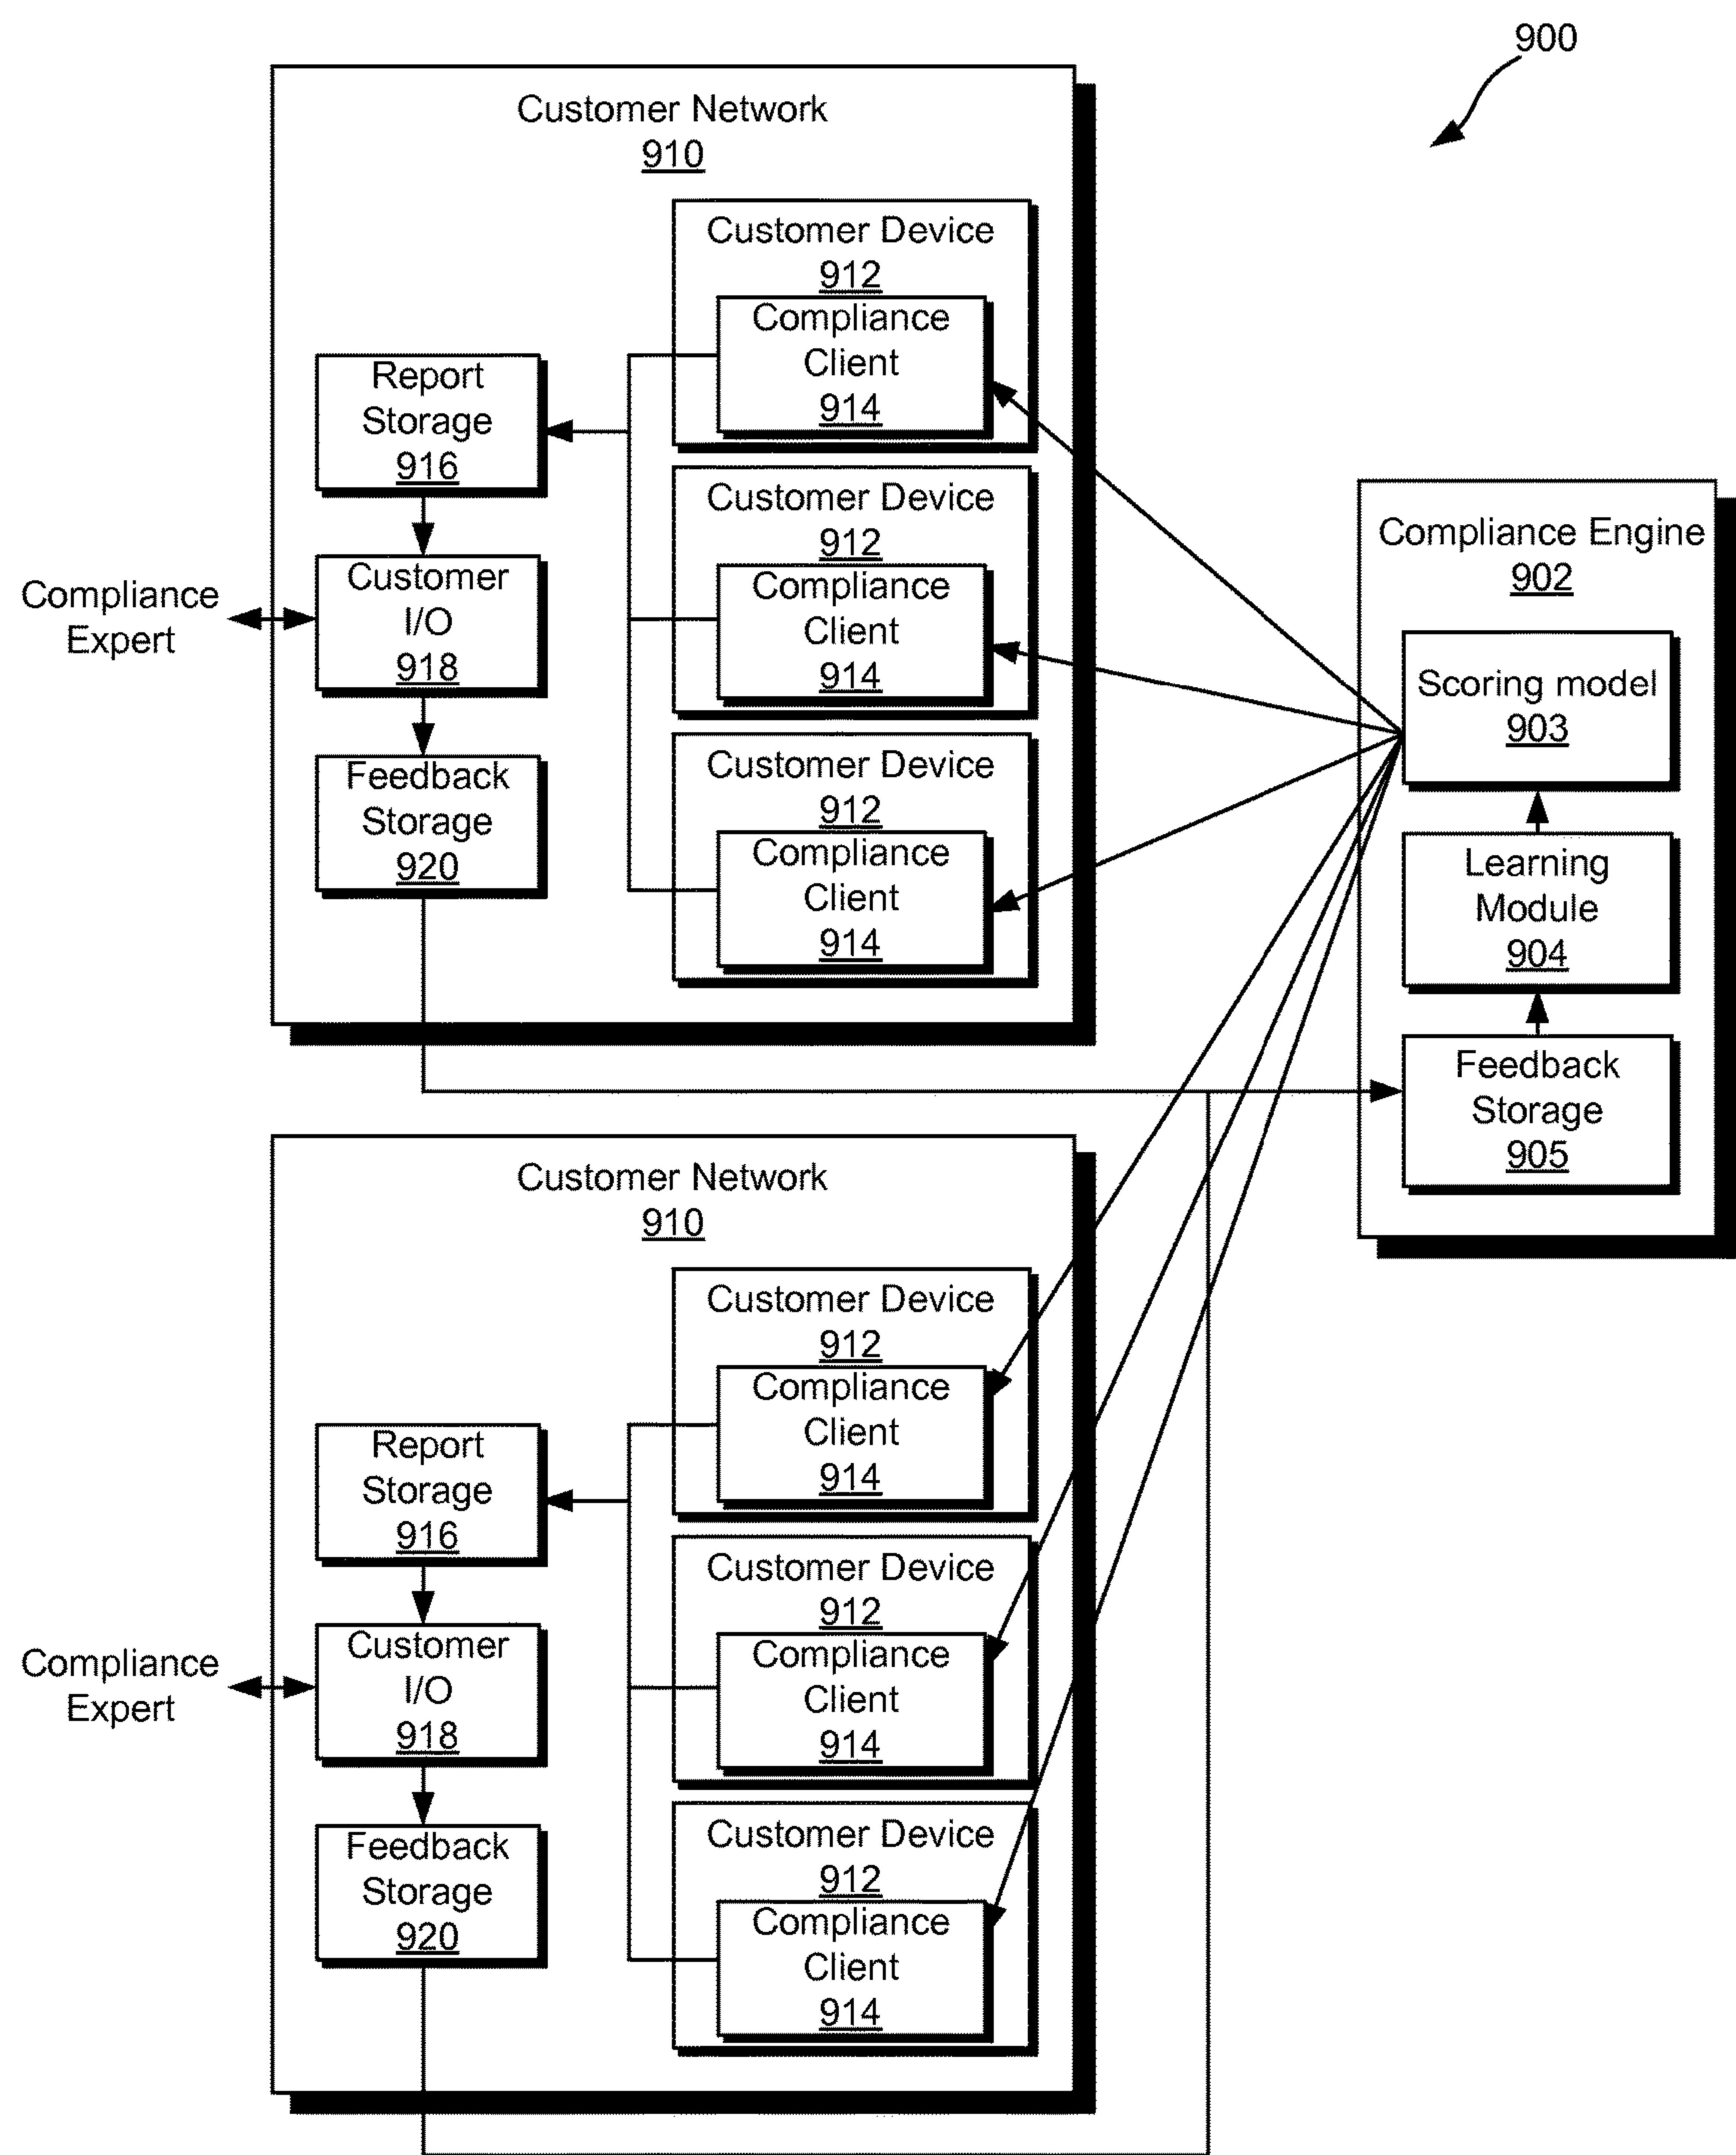 900
Customer Network
910
Customer Device
912
Compliance
Client
914
Report
Storage
916
Customer Device
912
Compliance
Client
914
Customer
I/O
918
Compliance
Expert
Customer Device
912
Compliance
Client
914
Feedback
Storage
920
Compliance Engine
902
Scoring model
903
Learning
Module
904
Feedback
Storage
905
Customer Network
910
Customer Device
912
Compliance
Client
914
Report
Storage
916
Customer Device
912
Compliance
Client
914
Customer
I/O
918
Compliance
Expert
Customer Device
912
Compliance
Client
914
Feedback
Storage
920